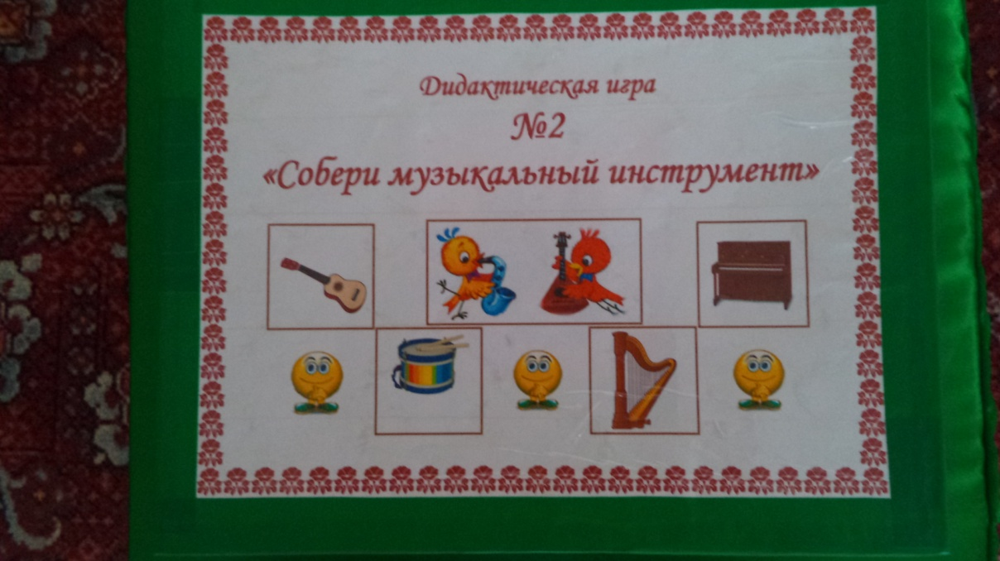 Дидактическая игра
№2
«Собери музыкальный инструмент»